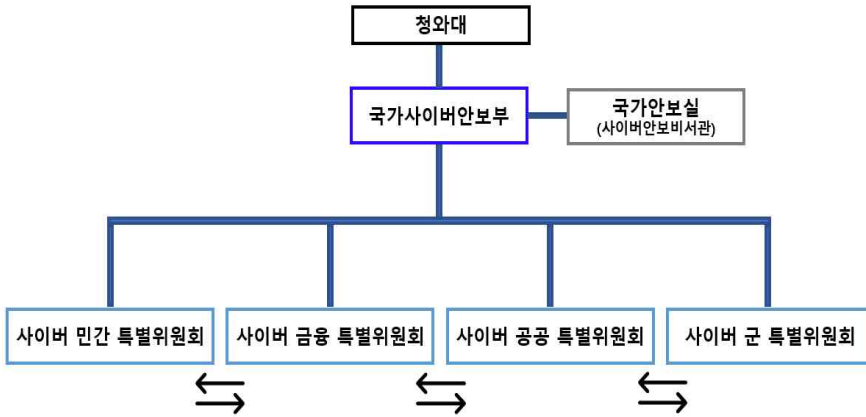 청와대
국가사이버안보부
국가안보실
(사이버안보비서관)
사이버 민간 특별위원회
사이버 금융 특별위원회
사이버 공공 특별위원회
사이버 군 특별위원회